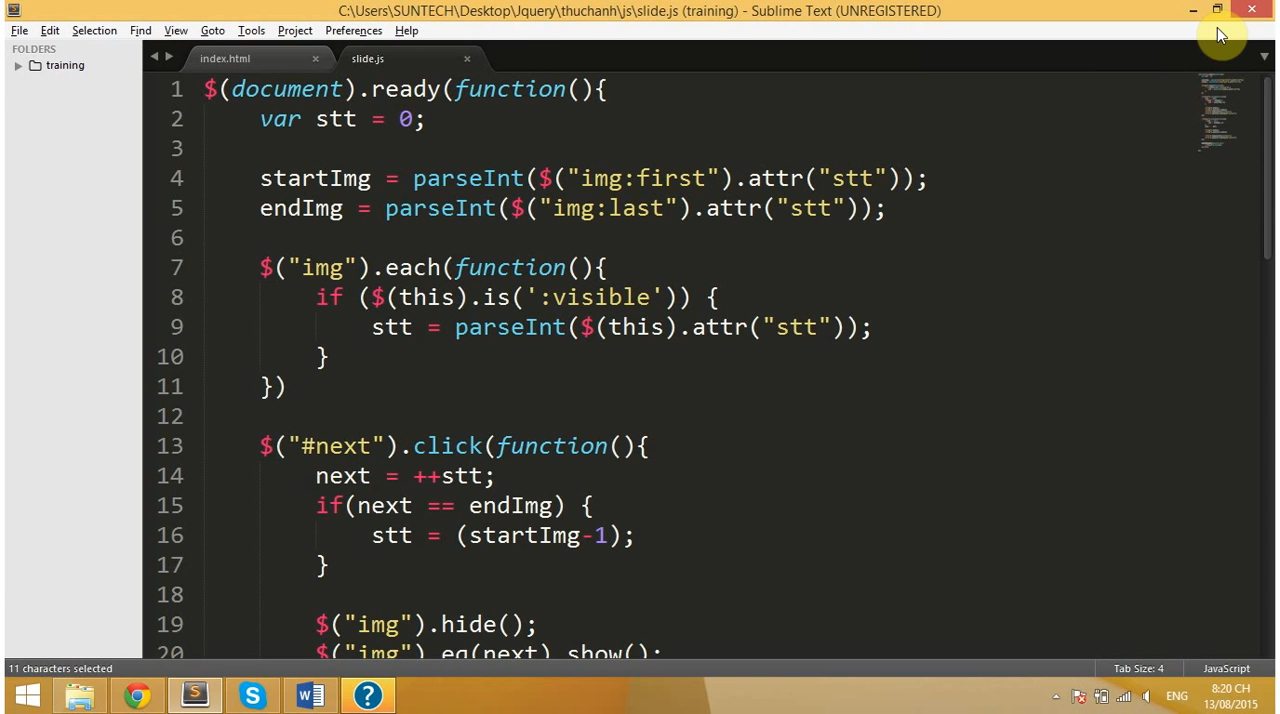 C:\Users\SUNTECH\Desktop\Jquery\thuchanh\js\slide.js (training) - Sublime Text (UNREGISTERED)
File Edit Selection Find View Goto Tools Project Preferences Help
FOLDERS
training
index.html × slide.js ×
1 $(document).ready(function(){
2 var stt = 0;
3
4 startImg = parseInt($("img:first").attr("stt"));
5 endImg = parseInt($("img:last").attr("stt"));
6
7 $("img").each(function(){
8 if ($(this).is(':visible')) {
9 stt = parseInt($(this).attr("stt"));
10 }
11 })
12
13 $("#next").click(function(){
14 next = ++stt;
15 if(next == endImg) {
16 stt = (startImg-1);
17 }
18
19 $("img").hide();
20 $("img").eq(next).show();
11 characters selected Tab Size: 4 JavaScript
ENG
8:20 CH
13/08/2015